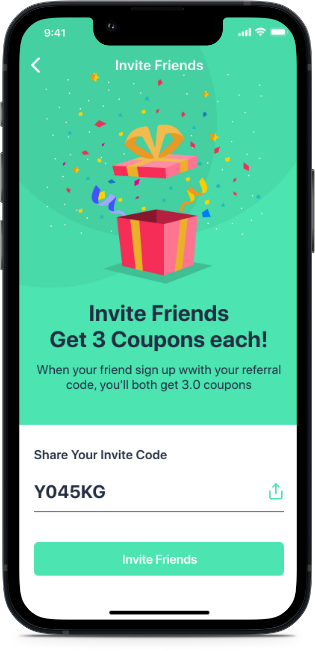 9:41
Invite Friends
Invite Friends
Get 3 Coupons each!
When your friend sign up wwith your referral
code, you'll both get 3.0 coupons
Share Your Invite Code
Y045KG
Invite Friends